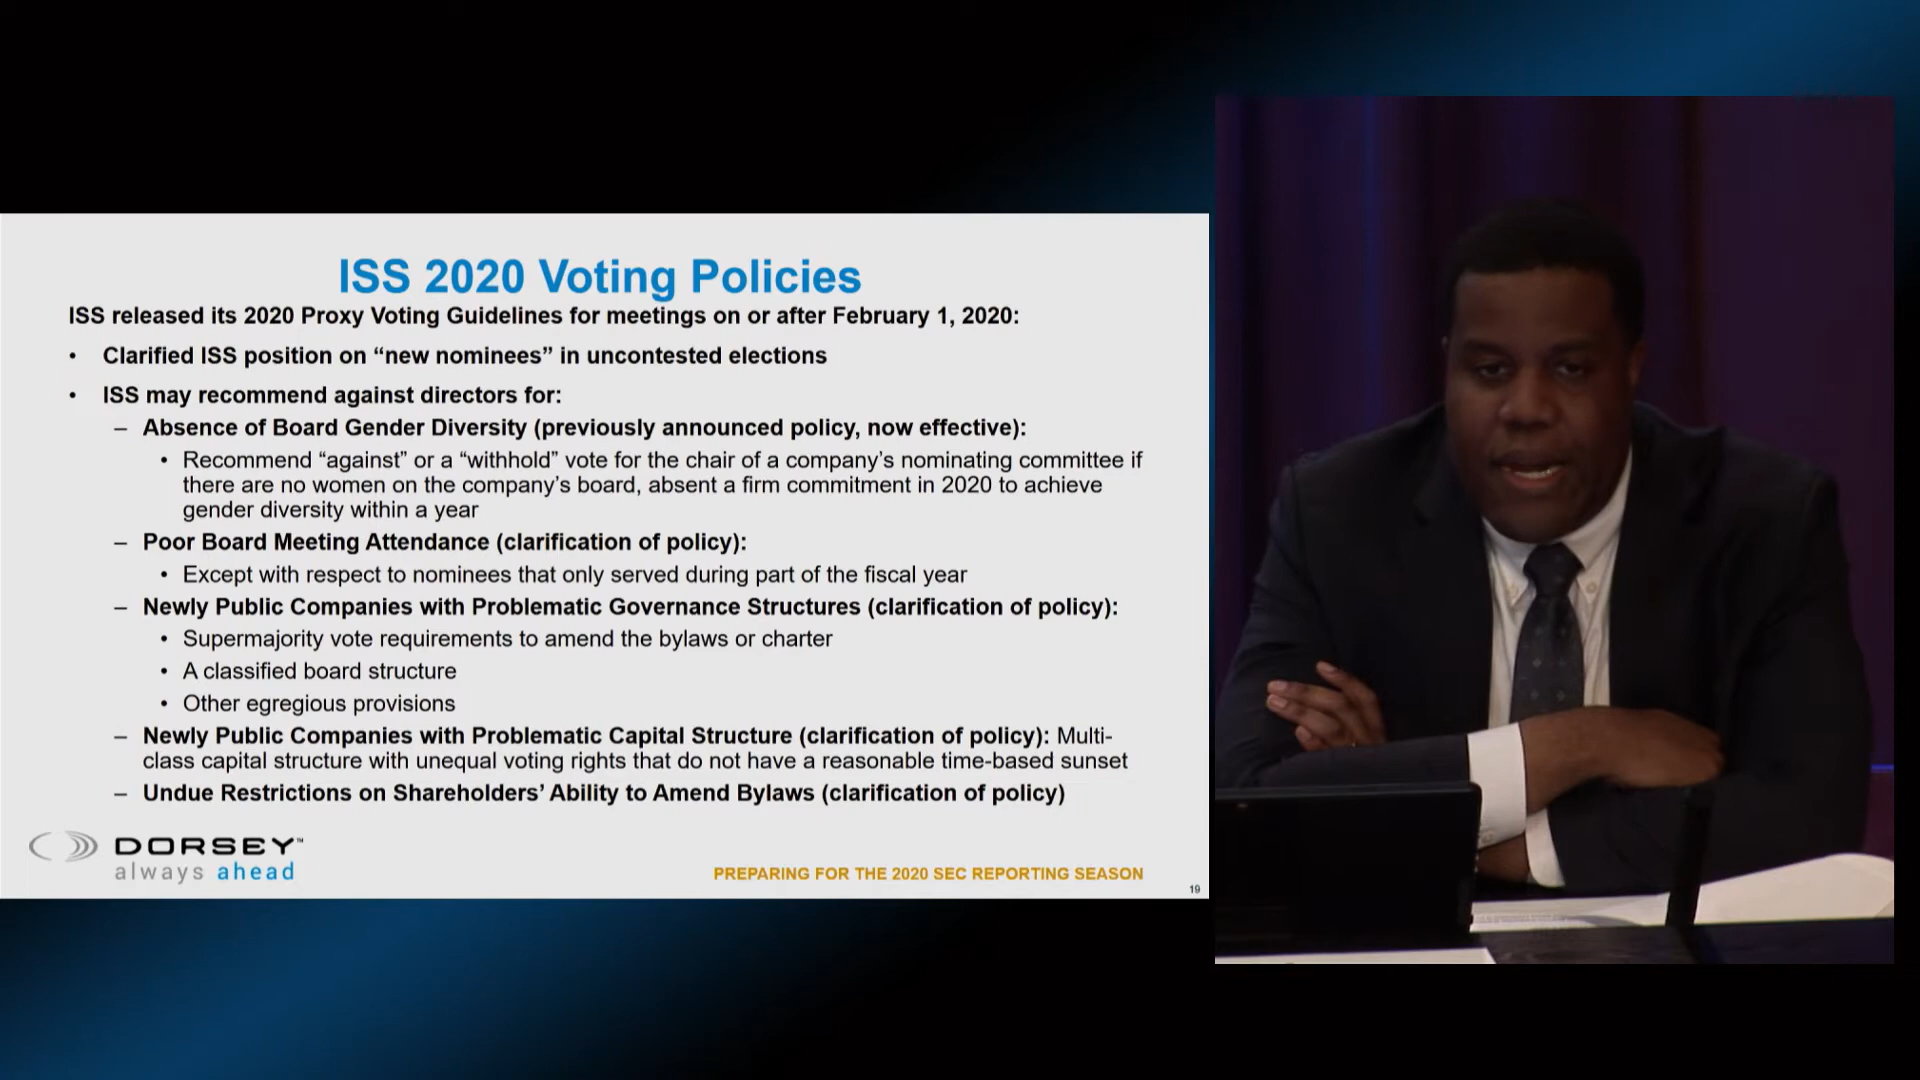 ISS 2020 Voting Policies
ISS released its 2020 Proxy Voting Guidelines for meetings on or after February 1, 2020:
• Clarified ISS position on “new nominees” in uncontested elections
• ISS may recommend against directors for:
– Absence of Board Gender Diversity (previously announced policy, now effective):
• Recommend “against” or a “withhold” vote for the chair of a company’s nominating committee if
there are no women on the company’s board, absent a firm commitment in 2020 to achieve
gender diversity within a year
– Poor Board Meeting Attendance (clarification of policy):
• Except with respect to nominees that only served during part of the fiscal year
– Newly Public Companies with Problematic Governance Structures (clarification of policy):
• Supermajority vote requirements to amend the bylaws or charter
• A classified board structure
• Other egregious provisions
– Newly Public Companies with Problematic Capital Structure (clarification of policy): Multi-
class capital structure with unequal voting rights that do not have a reasonable time-based sunset
– Undue Restrictions on Shareholders’ Ability to Amend Bylaws (clarification of policy)
DORSEY™
always ahead
PREPARING FOR THE 2020 SEC REPORTING SEASON
19